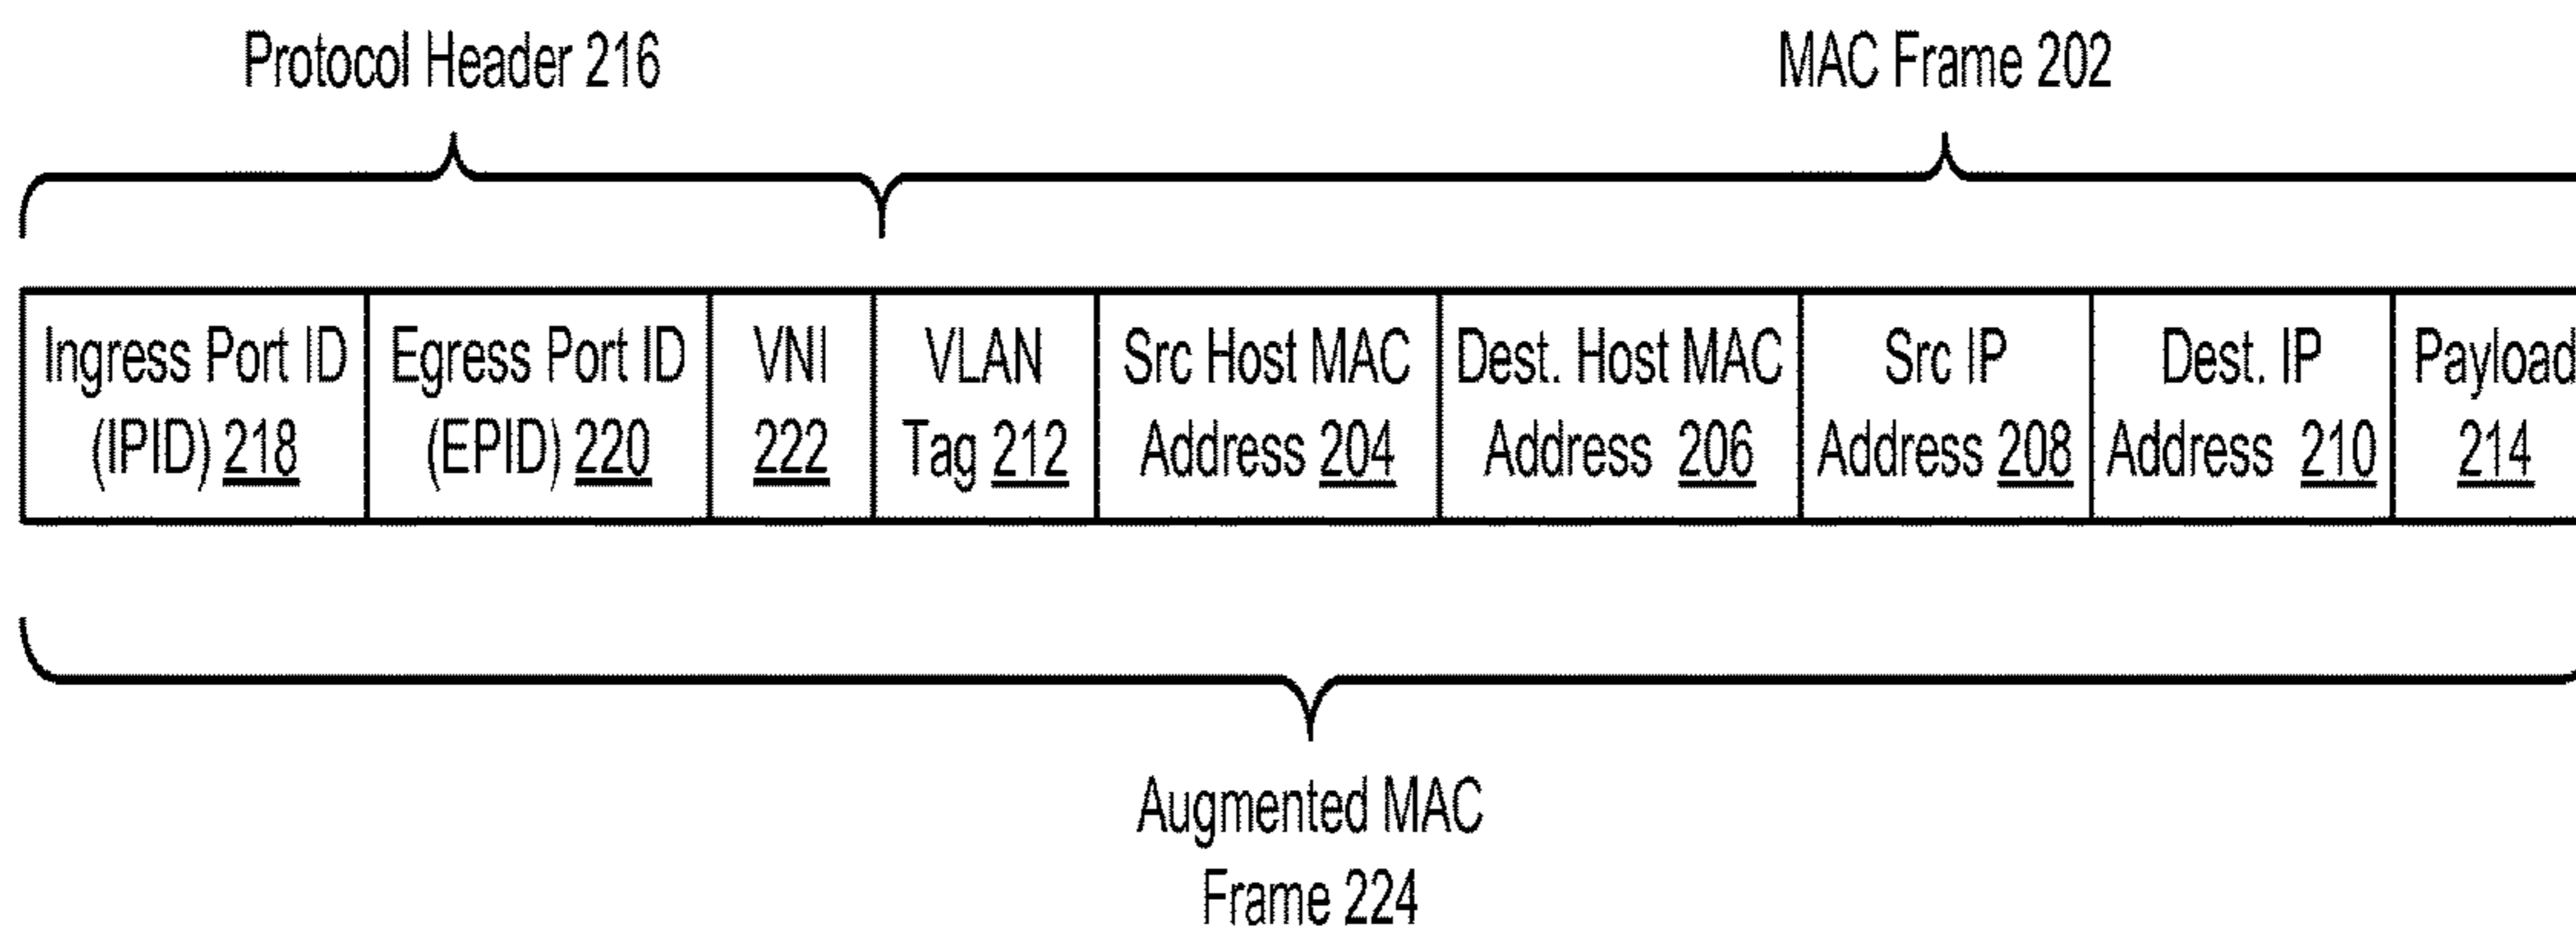 Protocol Header 216
MAC Frame 202
Ingress Port ID
(IPID) 218
Egress Port ID
(EPID) 220
VNI
222
VLAN
Tag 212
Src Host MAC
Address 204
Dest. Host MAC
Address 206
Src IP
Address 208
Dest. IP
Address 210
Payload
214
Augmented MAC
Frame 224